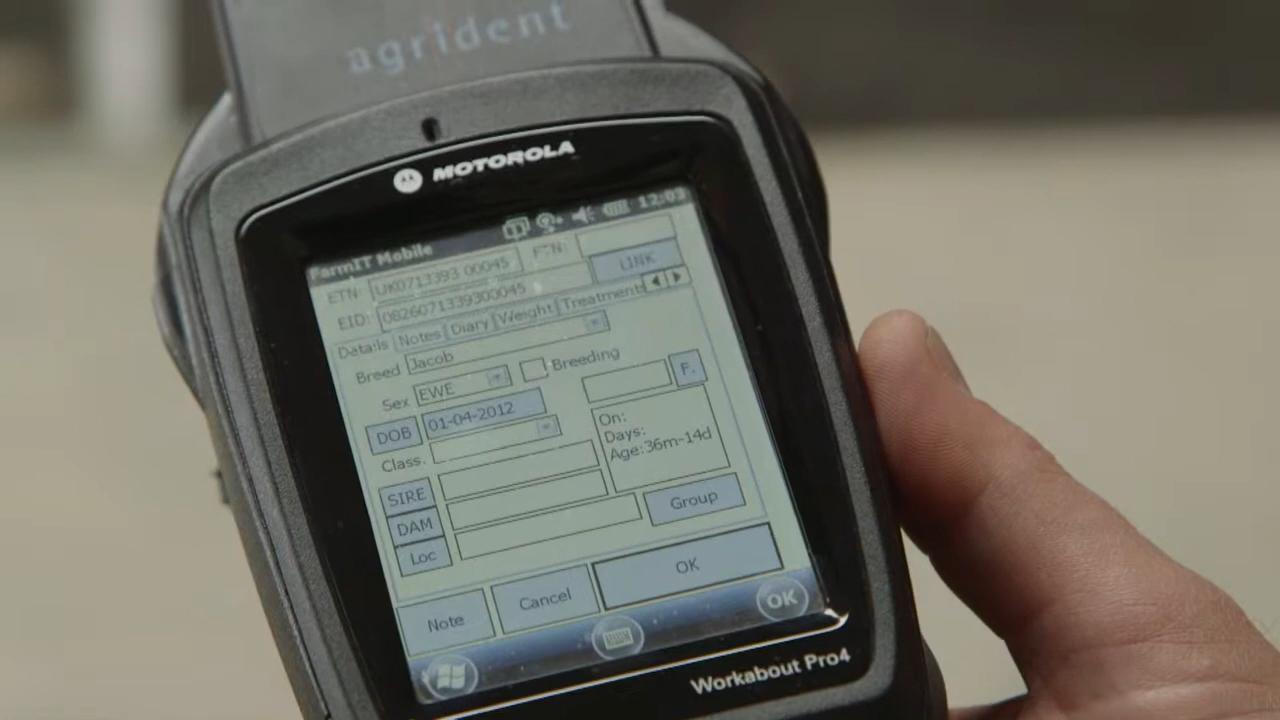 agrident
MOTOROLA
12:03
FarmIT Mobile
ETN: UK0713393 00045 FTN: LINK
EID: 0826071339300045
Details Notes Diary Weight Treatments
Breed Jacob
Sex EWE Breeding F.
DOB 01-04-2012
On:
Days:
Age:36m-14d
Class.
SIRE
DAM
Loc
Group
Note Cancel OK
OK
Workabout Pro4